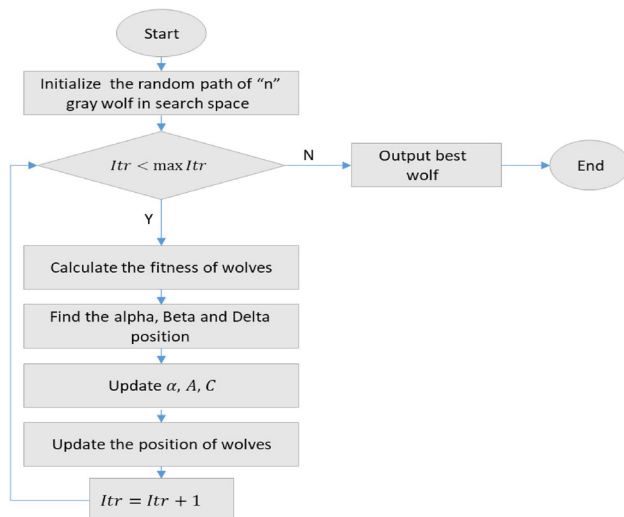 Start
Initialize the random path of “n”
gray wolf in search space
Itr < max Itr
N
Output best
wolf
End
Y
Calculate the fitness of wolves
Find the alpha, Beta and Delta
position
Update α, A, C
Update the position of wolves
Itr = Itr + 1